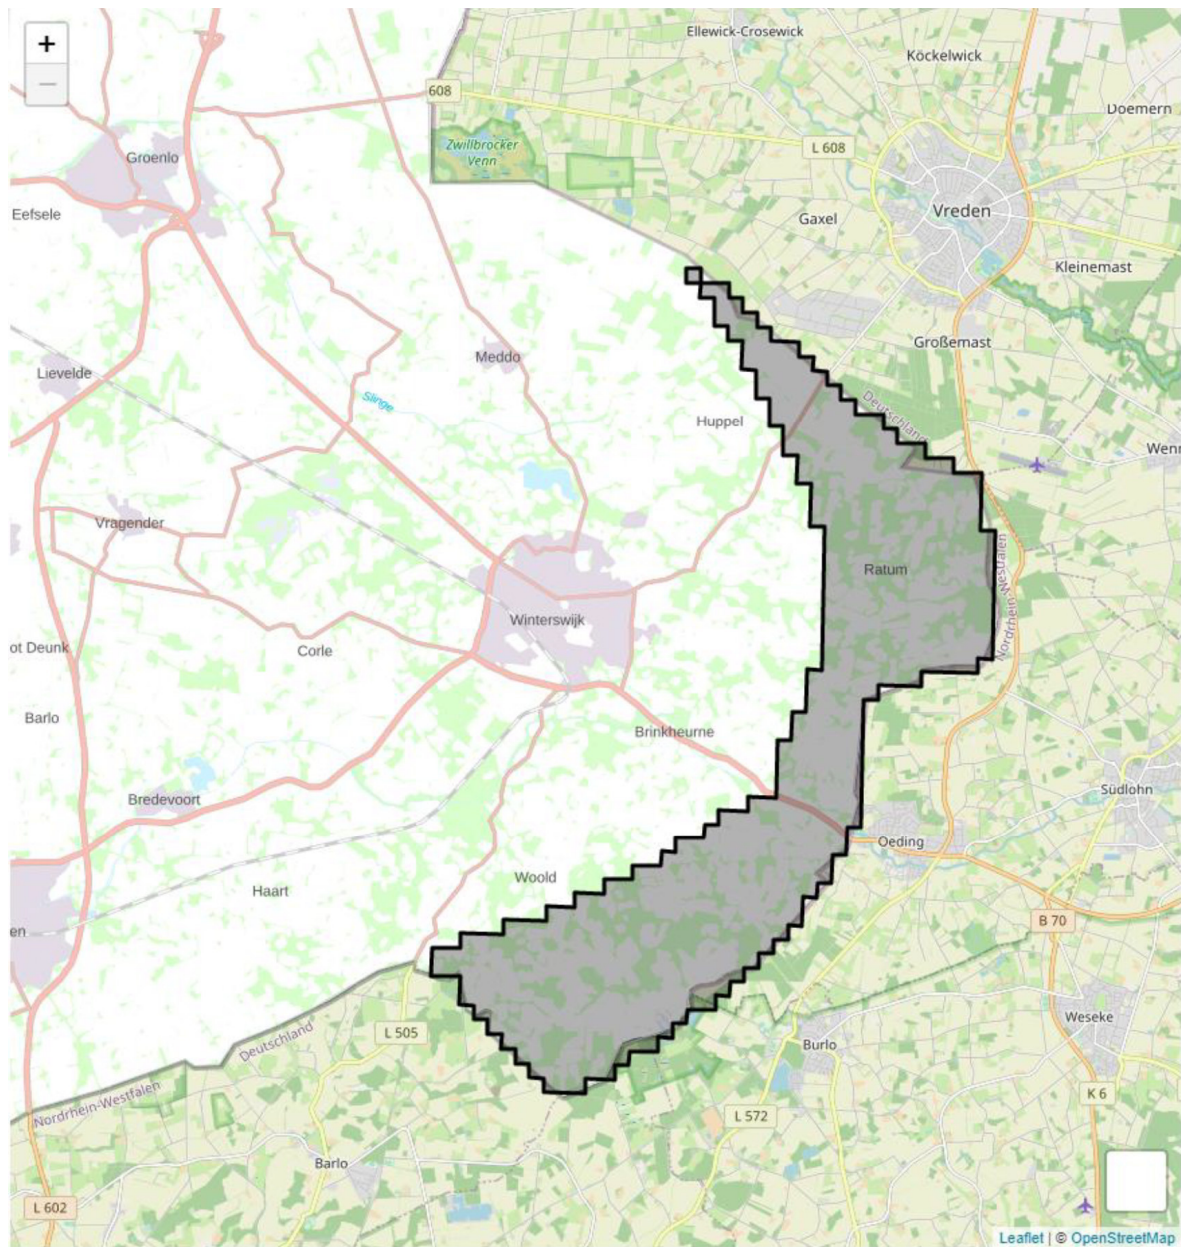 +
−
608
Ellewick-Crosewick
Köckelwick
Doemern
Groenlo
Zwillbrocker
Venn
L 608
Eefsele
Gaxel
Vreden
Kleinemast
Lievelde
Meddo
Großemast
Slinge
Huppel
Deutschland
Wenn
Vragender
Ratum
Nordrhein-Westfalen
Winterswijk
ot Deunk
Corle
Barlo
Brinkheurne
Bredevoort
Südlohn
Oeding
Haart
Woold
B 70
en
Weseke
L 505
Deutschland
Burlo
Nordrhein-Westfalen
K 6
L 572
Barlo
L 602
Leaflet | © OpenStreetMap